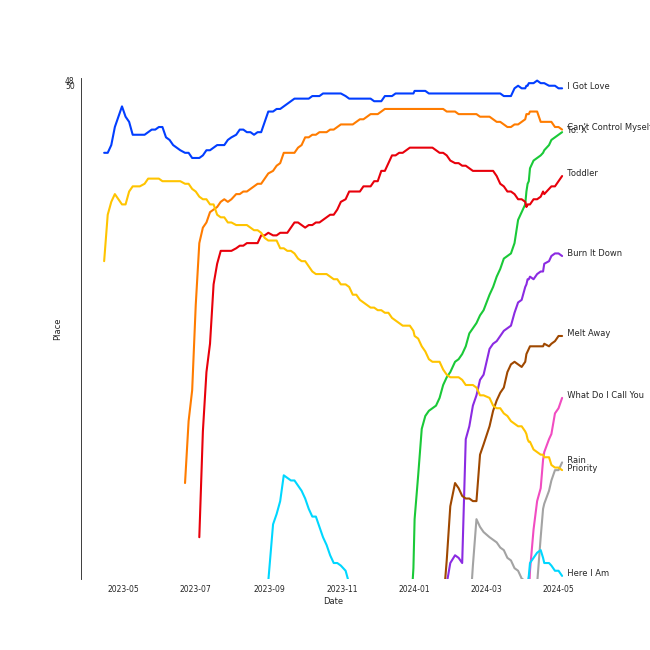 48
50
I Got Love
Can't Control Mysel
To. X
Toddler
Burn It Down
Melt Away
What Do I Call You
Rain
Priority
Here I Am
Place
2023-05
2023-07
2023-09
2023-11
2024-01
2024-03
2024-05
Date